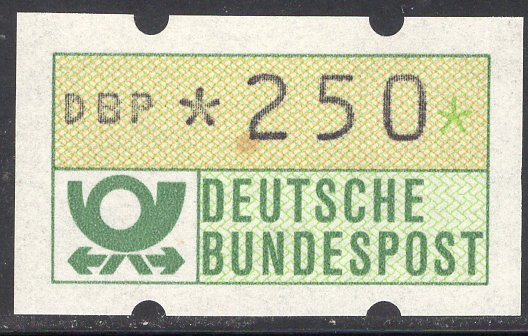 DBP *250*
DEUTSCHE
BUNDESPOST